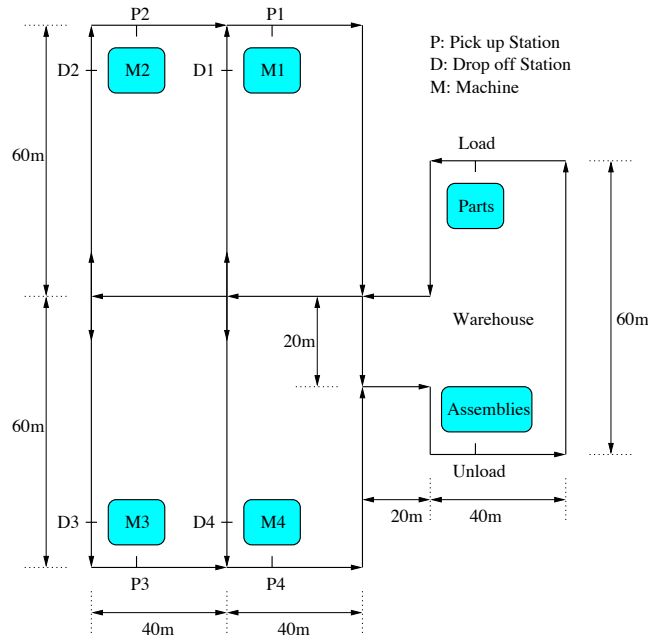 P2 P1
P: Pick up Station
D: Drop off Station
M: Machine
D2 M2 D1 M1
Load
60m
Parts
Warehouse
60m
20m
60m
Assemblies
Unload
D3 M3 D4 M4
20m 40m
P3 P4
40m 40m